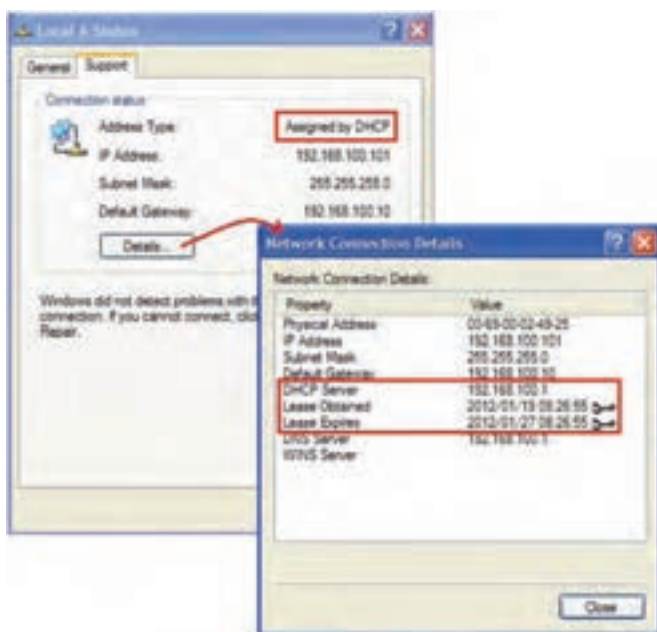 Local A Status
General Support
Connection status
Address Type: Assigned by DHCP
IP Address: 192.168.100.101
Subnet Mask: 255.255.255.0
Default Gateway: 192.168.100.10
Details...
Windows did not detect problems with
connection. If you cannot connect,
Repair.
Network Connection Details
Network Connection Details:
Property Value
Physical Address
IP Address 192.168.100.101
Subnet Mask 255.255.255.0
Default Gateway 192.168.100.10
DHCP Server 192.168.100.1
Lease Obtained 2012/01/19 08:26:55
Lease Expires 2012/01/27 08:26:55
DNS Server 192.168.100.1
WINS Server
Close